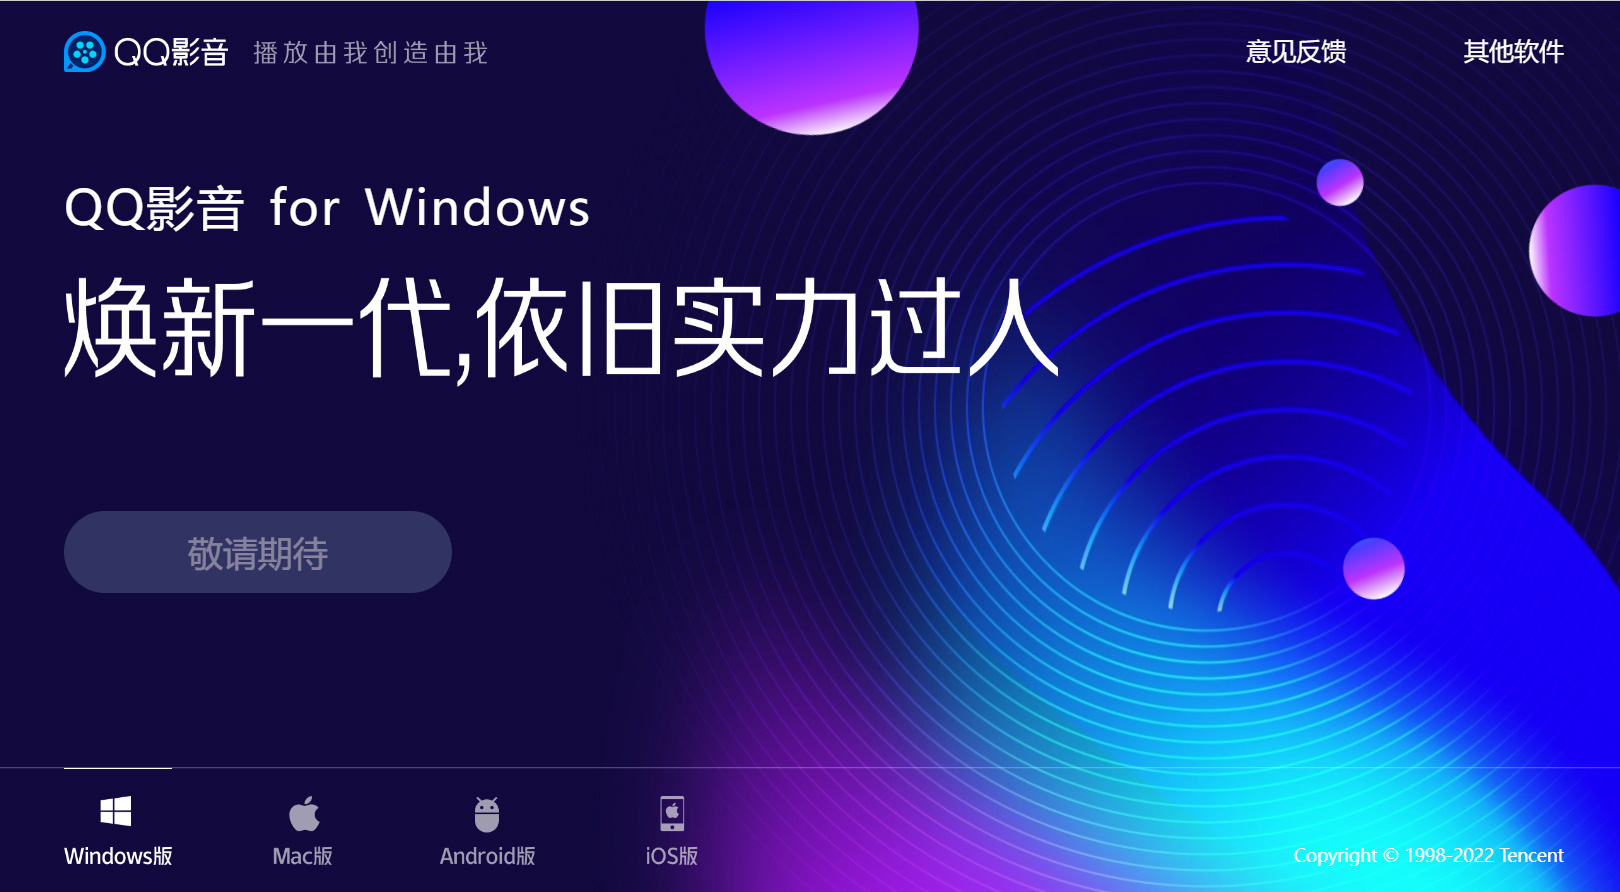 QQ影音 播放由我创造由我
意见反馈 其他软件
QQ影音 for Windows
焕新一代,依旧实力过人
敬请期待
Windows版 Mac版 Android版 iOS版
Copyright © 1998-2022 Tencent